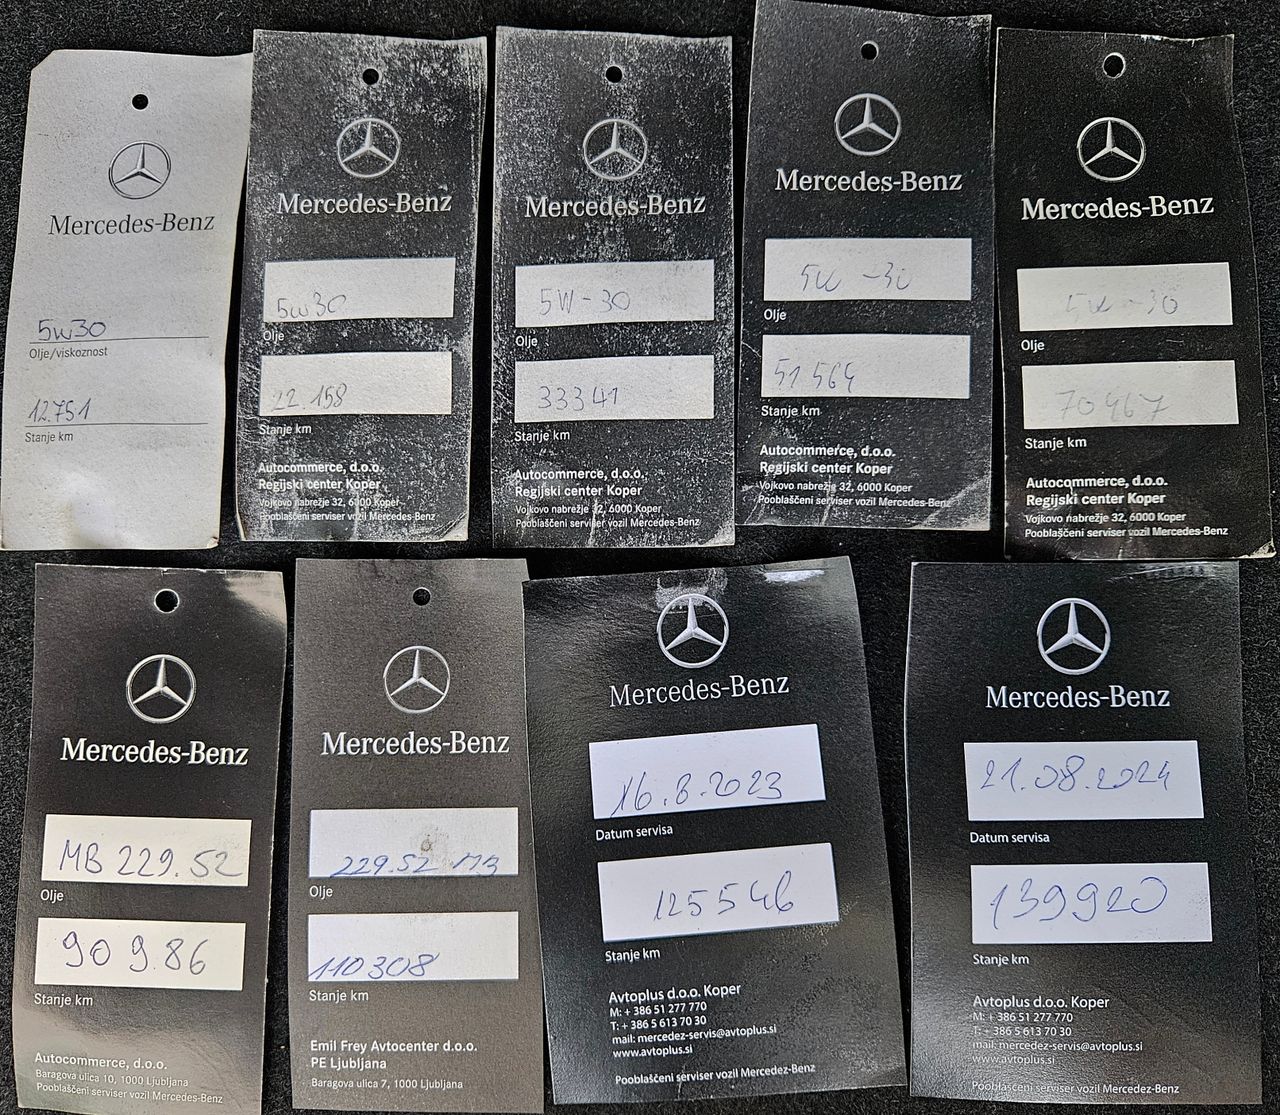 Mercedes-Benz
5w30
Olje/viskoznost
12.751
Stanje km
Mercedes-Benz
5w30
Olje
22.158
Stanje km
Autocommerce, d.o.o.
Regijski center Koper
Vojkovo nabrežje 32, 6000 Koper
Pooblaščeni serviser vozil Mercedes-Benz
Mercedes-Benz
5W-30
Olje
33341
Stanje km
Autocommerce, d.o.o.
Regijski center Koper
Vojkovo nabrežje 32, 6000 Koper
Pooblaščeni serviser vozil Mercedes-Benz
Mercedes-Benz
5W-30
Olje
51564
Stanje km
Autocommerce, d.o.o.
Regijski center Koper
Vojkovo nabrežje 32, 6000 Koper
Pooblaščeni serviser vozil Mercedes-Benz
Mercedes-Benz
5W-30
Olje
70467
Stanje km
Autocommerce, d.o.o.
Regijski center Koper
Vojkovo nabrežje 32, 6000 Koper
Pooblaščeni serviser vozil Mercedes-Benz
Mercedes-Benz
MB 229.52
Olje
909.86
Stanje km
Autocommerce, d.o.o.
Baragova ulica 10, 1000 Ljubljana
Pooblaščeni serviser vozil Mercedes-Benz
Mercedes-Benz
229.52 MB
Olje
110308
Stanje km
Emil Frey Avtocenter d.o.o.
PE Ljubljana
Baragova ulica 7, 1000 Ljubljana
Mercedes-Benz
16.8.2023
Datum servisa
125546
Stanje km
Avtoplus d.o.o. Koper
M: + 386 51 277 770
T: + 386 5 613 70 30
mail: mercedez-servis@avtoplus.si
www.avtoplus.si
Pooblaščeni serviser vozil Mercedez-Benz
Mercedes-Benz
21.08.2024
Datum servisa
139920
Stanje km
Avtoplus d.o.o. Koper
M: + 386 51 277 770
T: + 386 5 613 70 30
mail: mercedez-servis@avtoplus.si
www.avtoplus.si
Pooblaščeni serviser vozil Mercedez-Benz